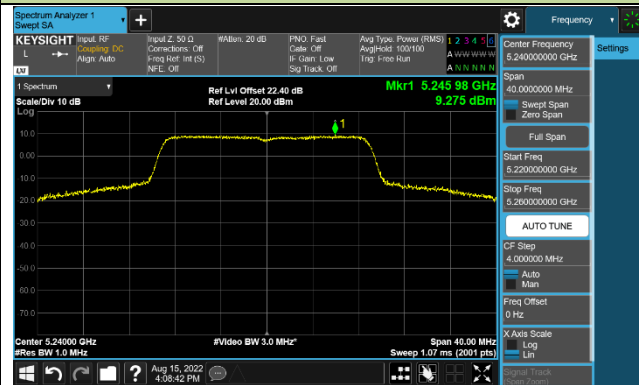 Spectrum Analyzer 1
Swept SA
Frequency
KEYSIGHT
L
LXI
Input: RF
Coupling: DC
Align: Auto
Input Z: 50 Ω
Corrections: Off
Freq Ref: Int (S)
NFE: Off
#Atten: 20 dB
PNO: Fast
Gate: Off
IF Gain: Low
Sig Track: Off
Avg Type: Power (RMS)
Avg|Hold: 100/100
Trig: Free Run
1 2 3 4 5 6
A W W W W W
A N N N N N
1 Spectrum
Scale/Div 10 dB
Log
Ref Lvl Offset 22.40 dB
Ref Level 20.00 dBm
Mkr1 5.245 98 GHz
9.275 dBm
1
10.0
0.00
-10.0
-20.0
-30.0
-40.0
-50.0
-60.0
-70.0
Center 5.24000 GHz
#Res BW 1.0 MHz
#Video BW 3.0 MHz*
Span 40.00 MHz
Sweep 1.07 ms (2001 pts)
Center Frequency
5.240000000 GHz
Settings
Span
40.0000000 MHz
Swept Span
Zero Span
Full Span
Start Freq
5.220000000 GHz
Stop Freq
5.260000000 GHz
AUTO TUNE
CF Step
4.000000 MHz
Auto
Man
Freq Offset
0 Hz
X Axis Scale
Log
Lin
Signal Track
(Span Zoom)
Aug 15, 2022
4:08:42 PM